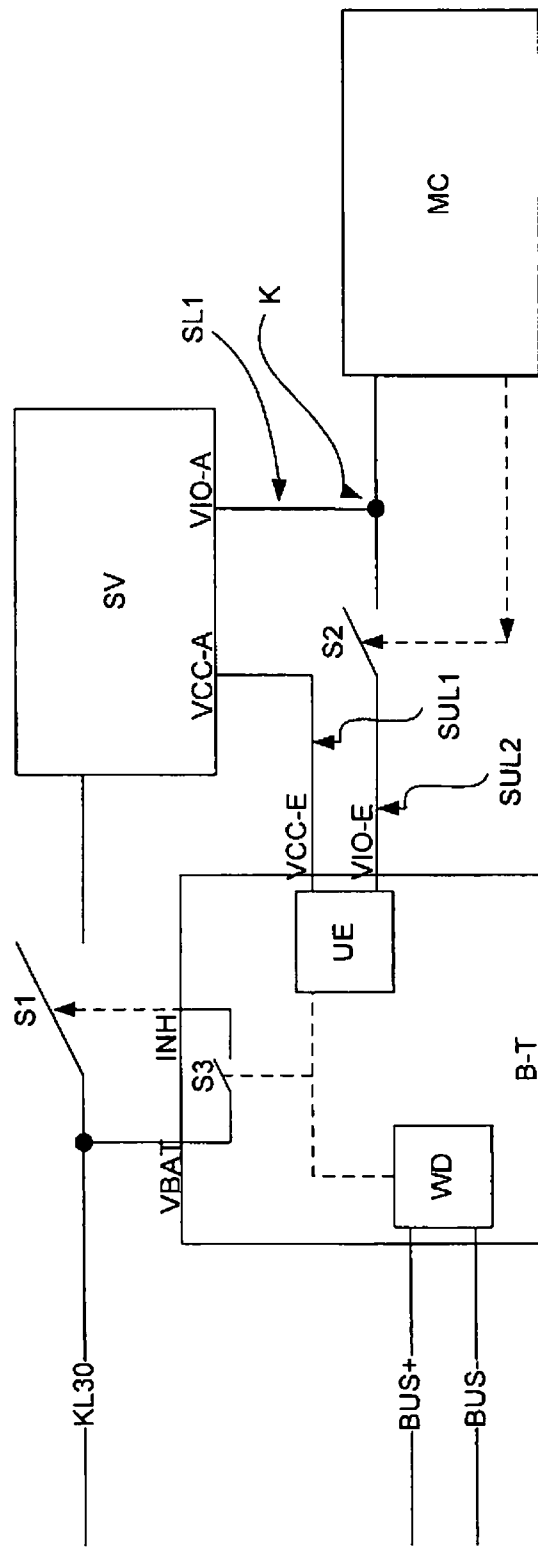 KL30
S1
SV
VCC-A
VIO-A
SL1
K
MC
S2
SUL1
SUL2
VCC-E
VIO-E
UE
VBAT
INH
S3
WD
B-T
BUS+
BUS-